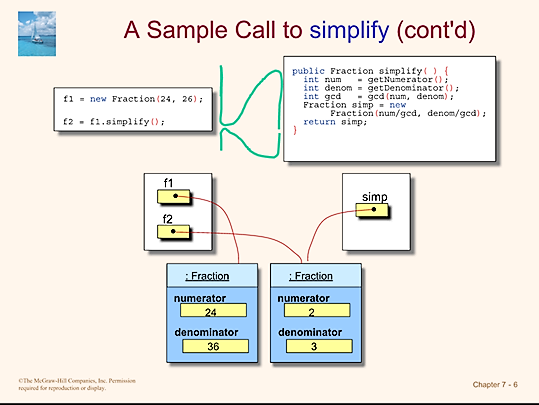 A Sample Call to simplify (cont'd)
f1 = new Fraction(24, 26);
f2 = f1.simplify();
public Fraction simplify( ) {
int num = getNumerator();
int denom = getDenominator();
int gcd = gcd(num, denom);
Fraction simp = new
Fraction(num/gcd, denom/gcd);
return simp;
}
f1
f2
simp
: Fraction
numerator
24
denominator
36
: Fraction
numerator
2
denominator
3
©The McGraw-Hill Companies, Inc. Permission
required for reproduction or display.
Chapter 7 - 6